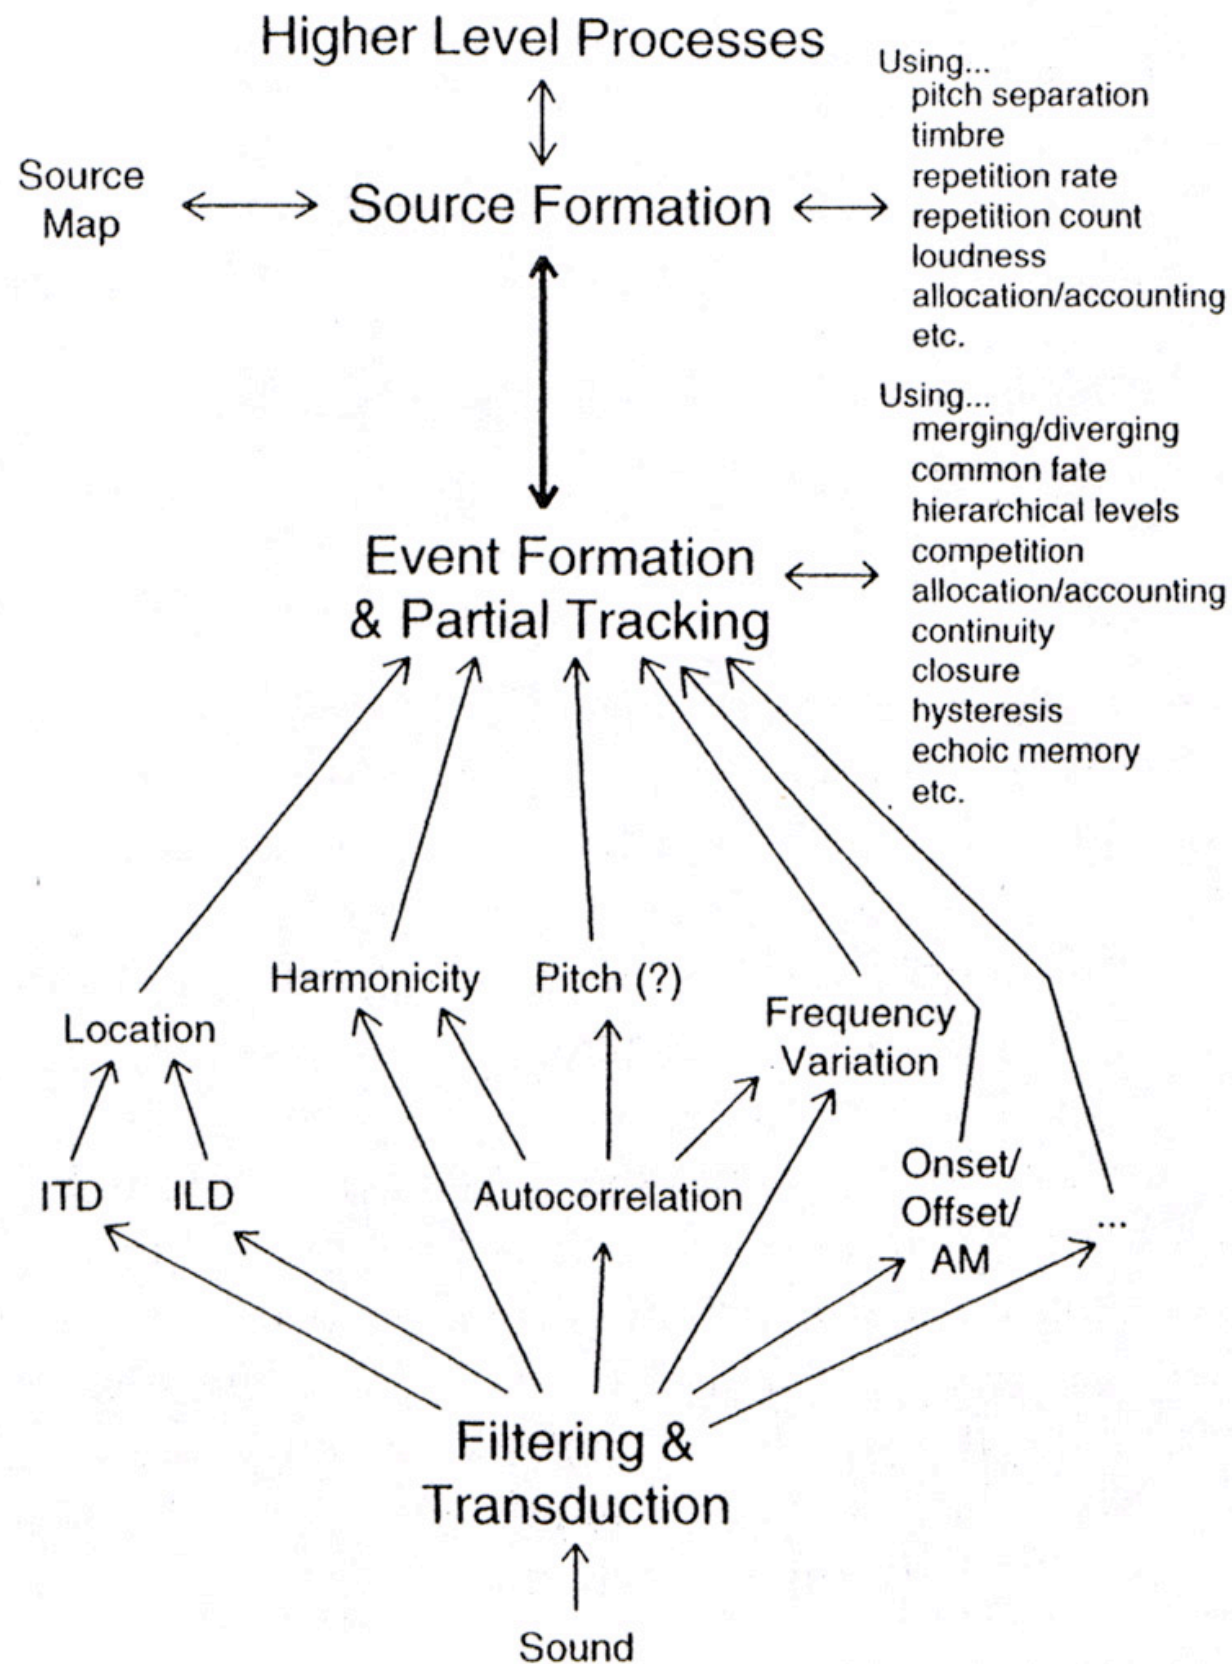 Higher Level Processes
Using...
pitch separation
timbre
repetition rate
repetition count
loudness
allocation/accounting
etc.
Source
Map
Source Formation
Using...
merging/diverging
common fate
hierarchical levels
competition
allocation/accounting
continuity
closure
hysteresis
echoic memory
etc.
Event Formation
& Partial Tracking
Harmonicity
Pitch (?)
Location
Frequency
Variation
ITD
ILD
Autocorrelation
Onset/
Offset/
AM
...
Filtering &
Transduction
Sound